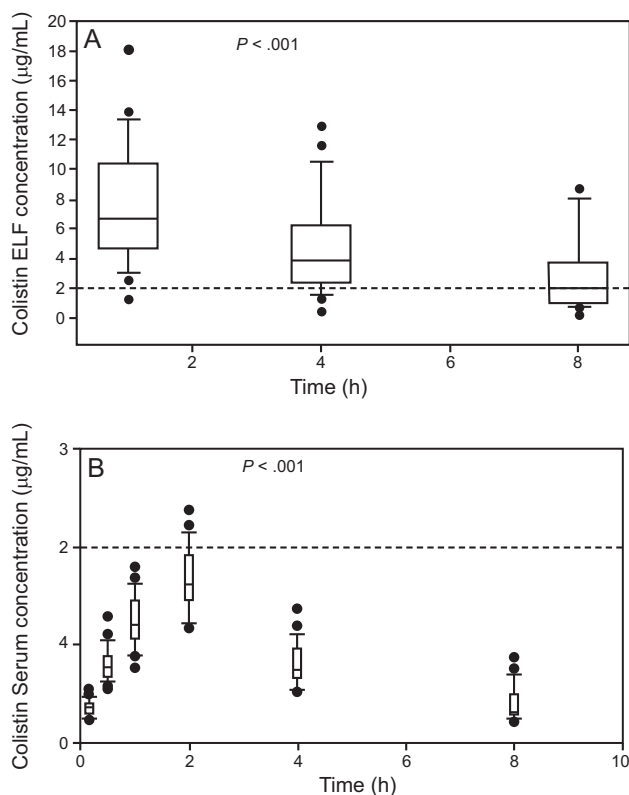 A
P < .001
Colistin ELF concentration (μg/mL)
20
18
16
14
12
10
8
6
4
2
0
2 4 6 8
Time (h)
B
P < .001
Colistin Serum concentration (μg/mL)
3
2
4
0
0 2 4 6 8 10
Time (h)